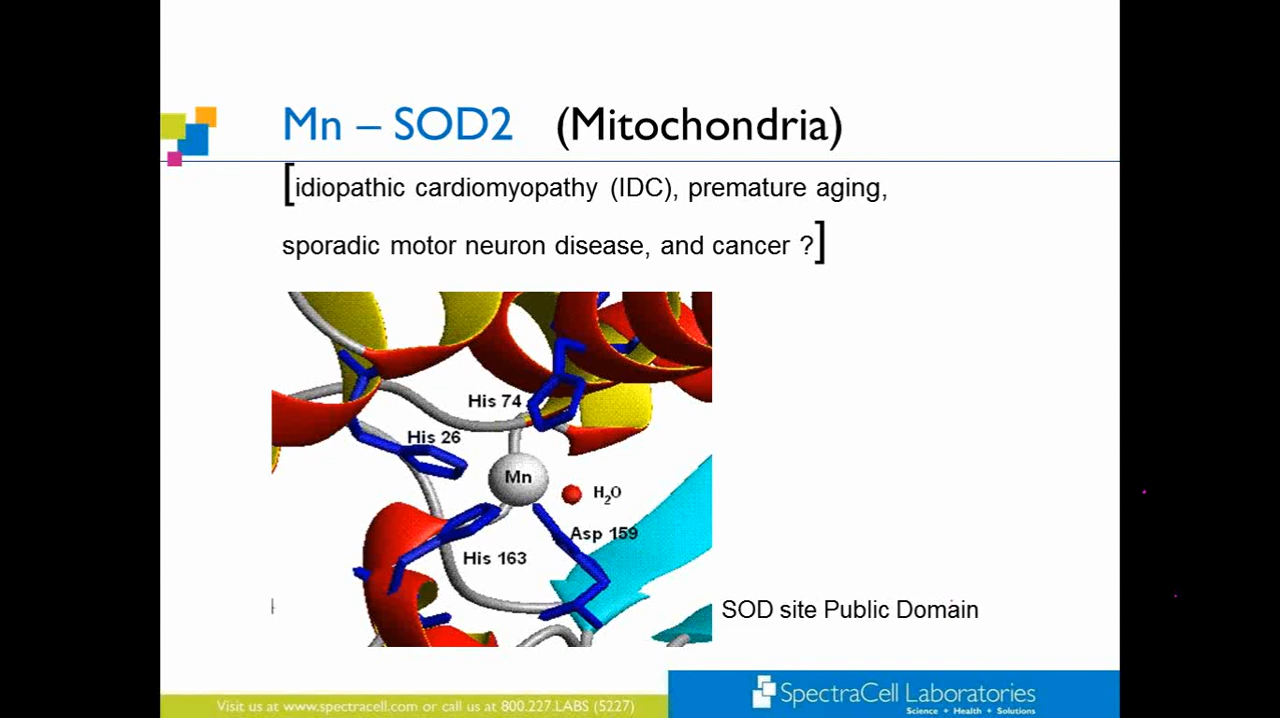 Mn – SOD2 (Mitochondria)
[idiopathic cardiomyopathy (IDC), premature aging,
sporadic motor neuron disease, and cancer ?]
His 74
His 26
Mn
H₂O
Asp 159
His 163
SOD site Public Domain
Visit us at www.spectracell.com or call us at 800.227.LABS (5227)
SpectraCell Laboratories
Science + Health + Solutions